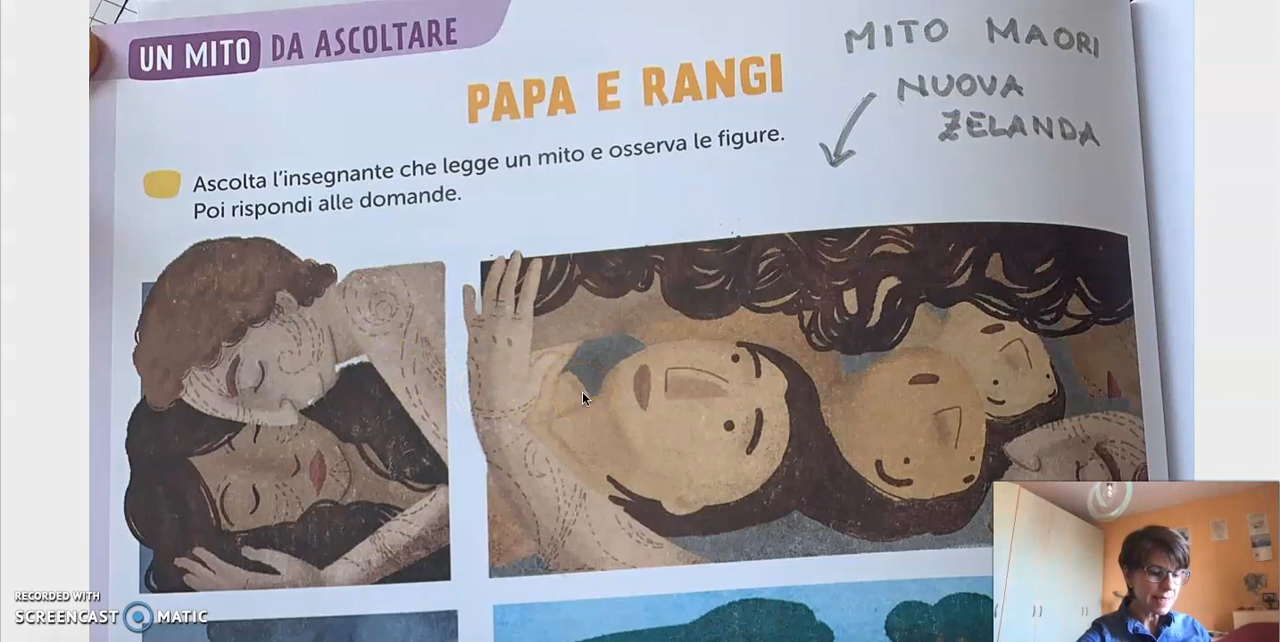 UN MITO DA ASCOLTARE
PAPA E RANGI
MITO MAORI
NUOVA
ZELANDA
Ascolta l'insegnante che legge un mito e osserva le figure.
Poi rispondi alle domande.
RECORDED WITH
SCREENCAST MATIC